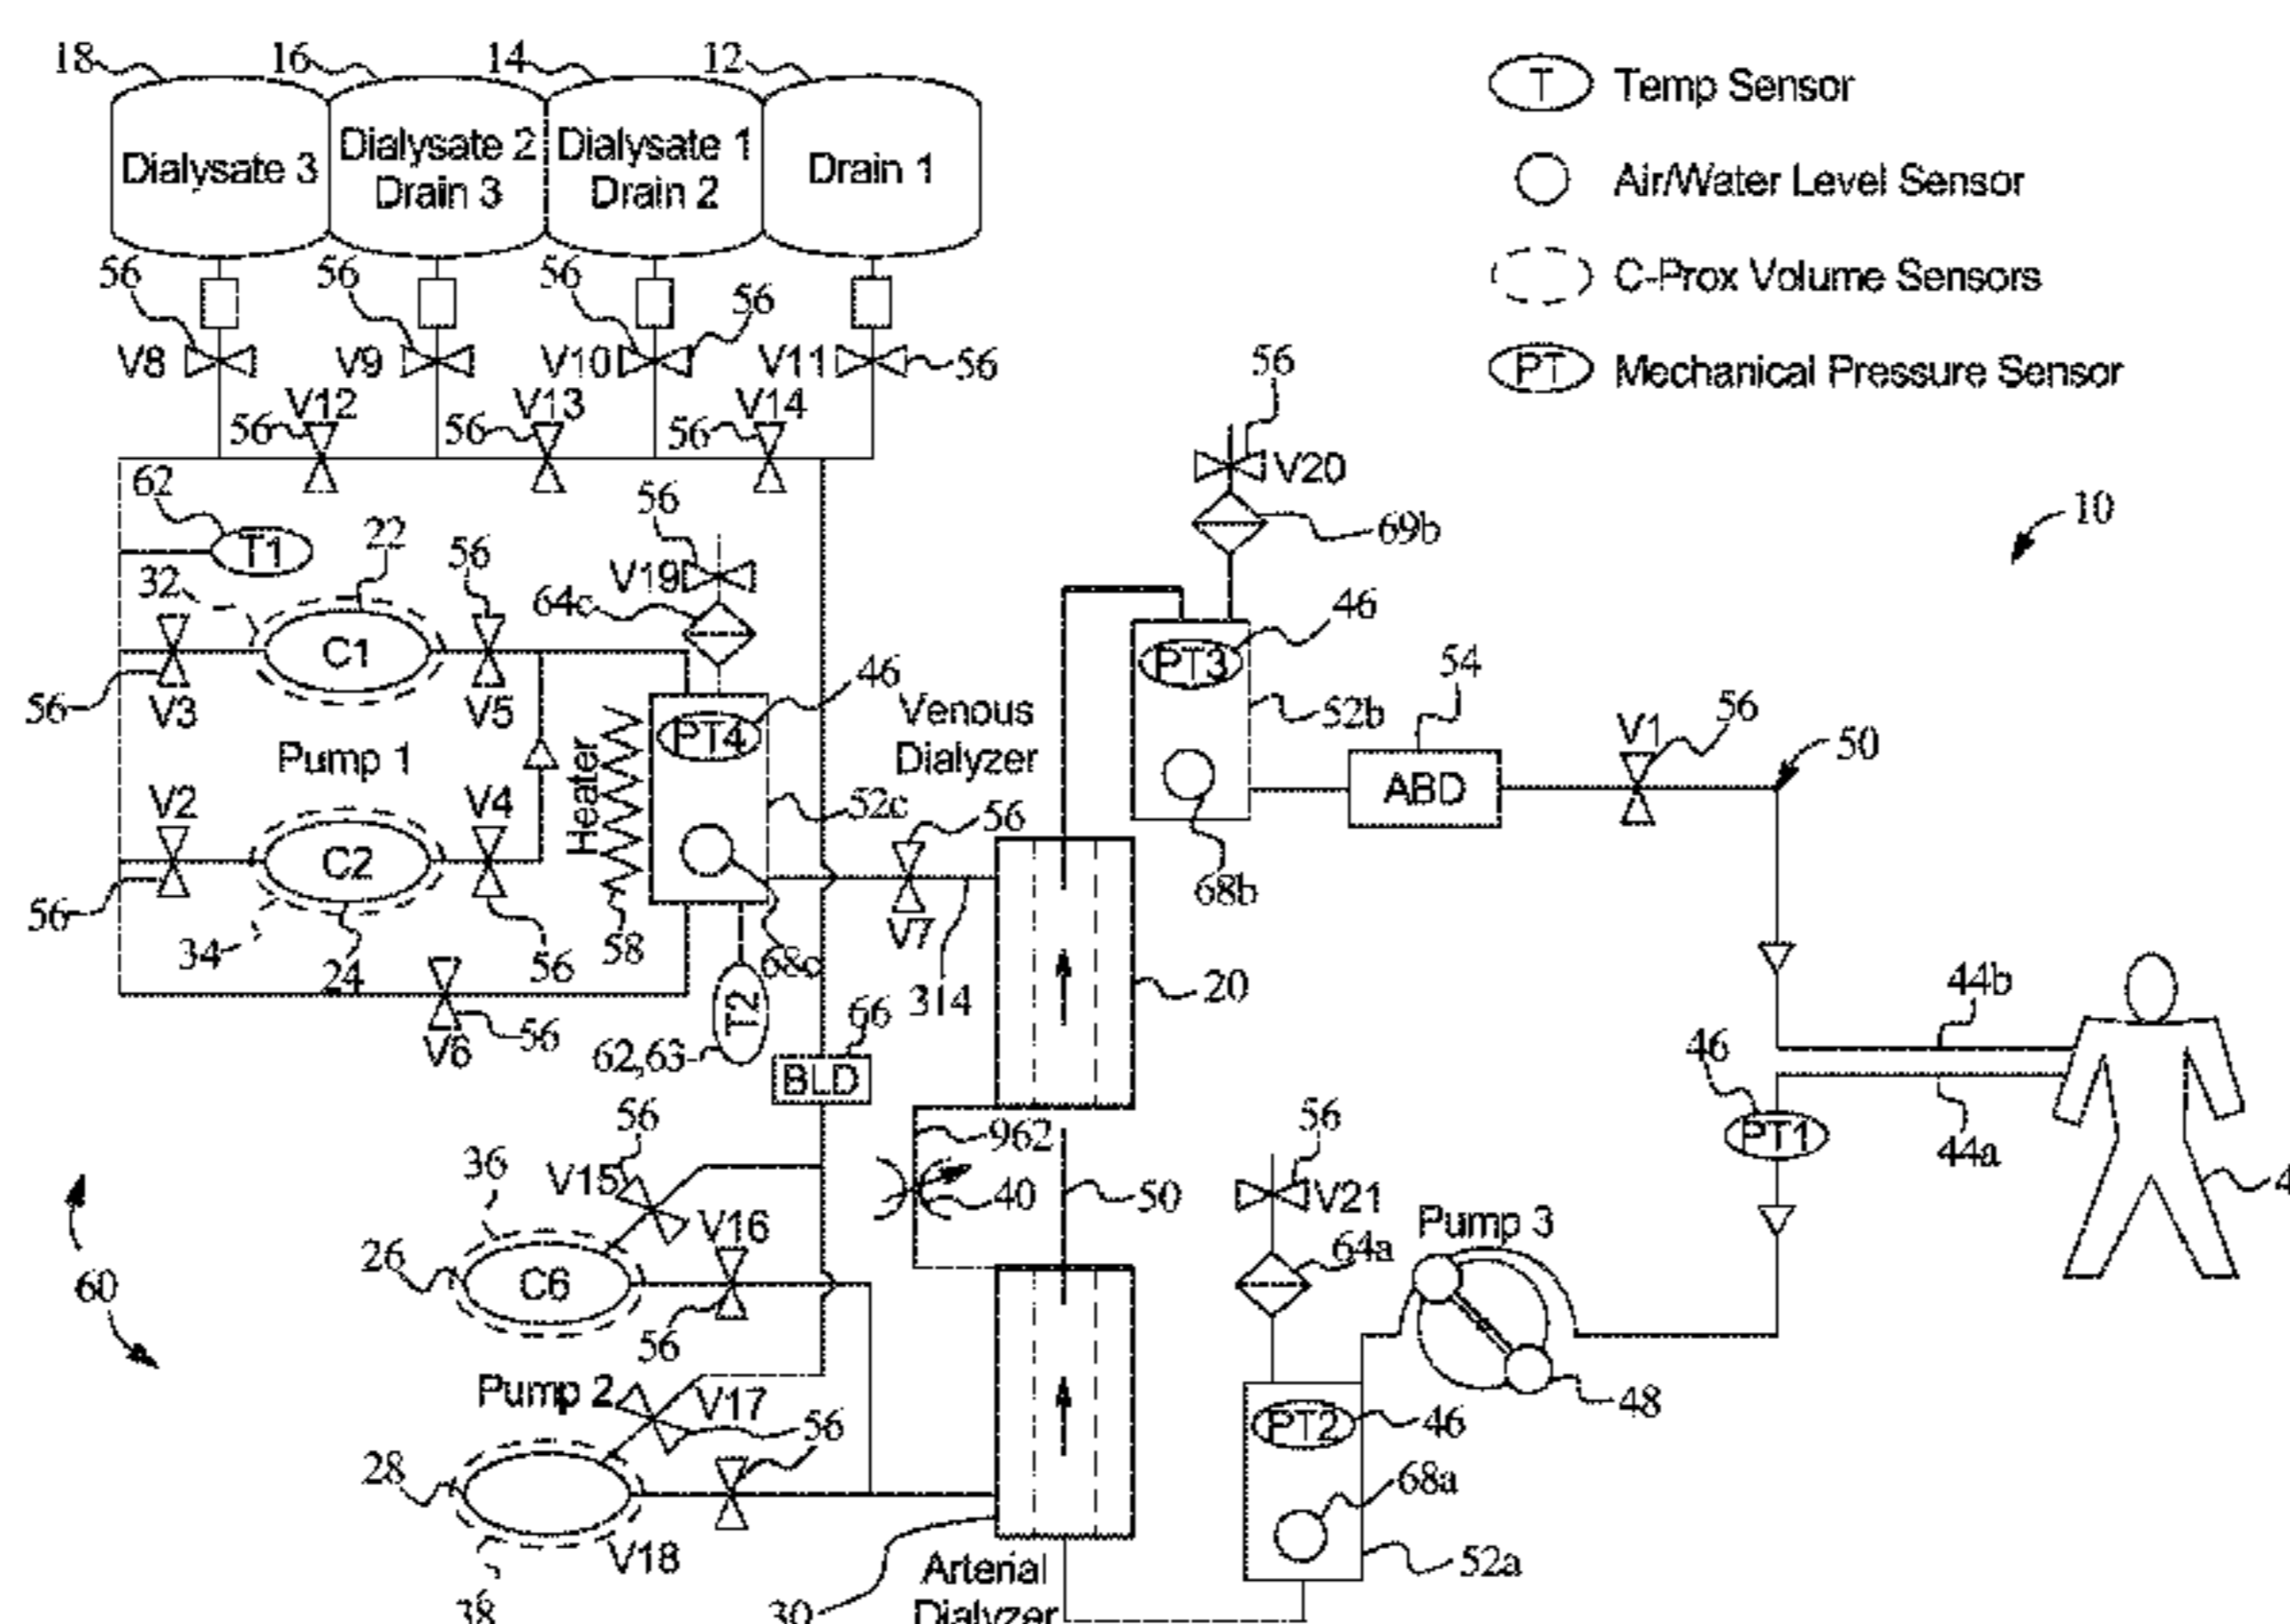 18
16
14
12
Dialysate 3
Dialysate 2
Drain 3
Dialysate 1
Drain 2
Drain 1
T Temp Sensor
Air/Water Level Sensor
C-Prox Volume Sensors
PT Mechanical Pressure Sensor
56
56
56
56
V8
V9
V10
V11
56
V12
V13
V14
56
56
56
56
V20
69b
10
62
T1
22
56
56
V19
64c
32
C1
56
V3
V5
Pump 1
Heater
PT4
46
Venous
Dialyzer
PT3
46
52b
54
ABD
V1
56
50
V2
V4
C2
52c
56
68b
56
34
24
56
58
68c
V7
314
20
V6
56
T2
62,63
66
BLD
44b
46
PT1
44a
4
962
56
36
V15
V16
40
50
56
V21
Pump 3
64a
26
C6
56
60
Pump 2
V17
56
PT2
46
48
28
V18
68a
52a
38
30
Arterial
Dialyzer